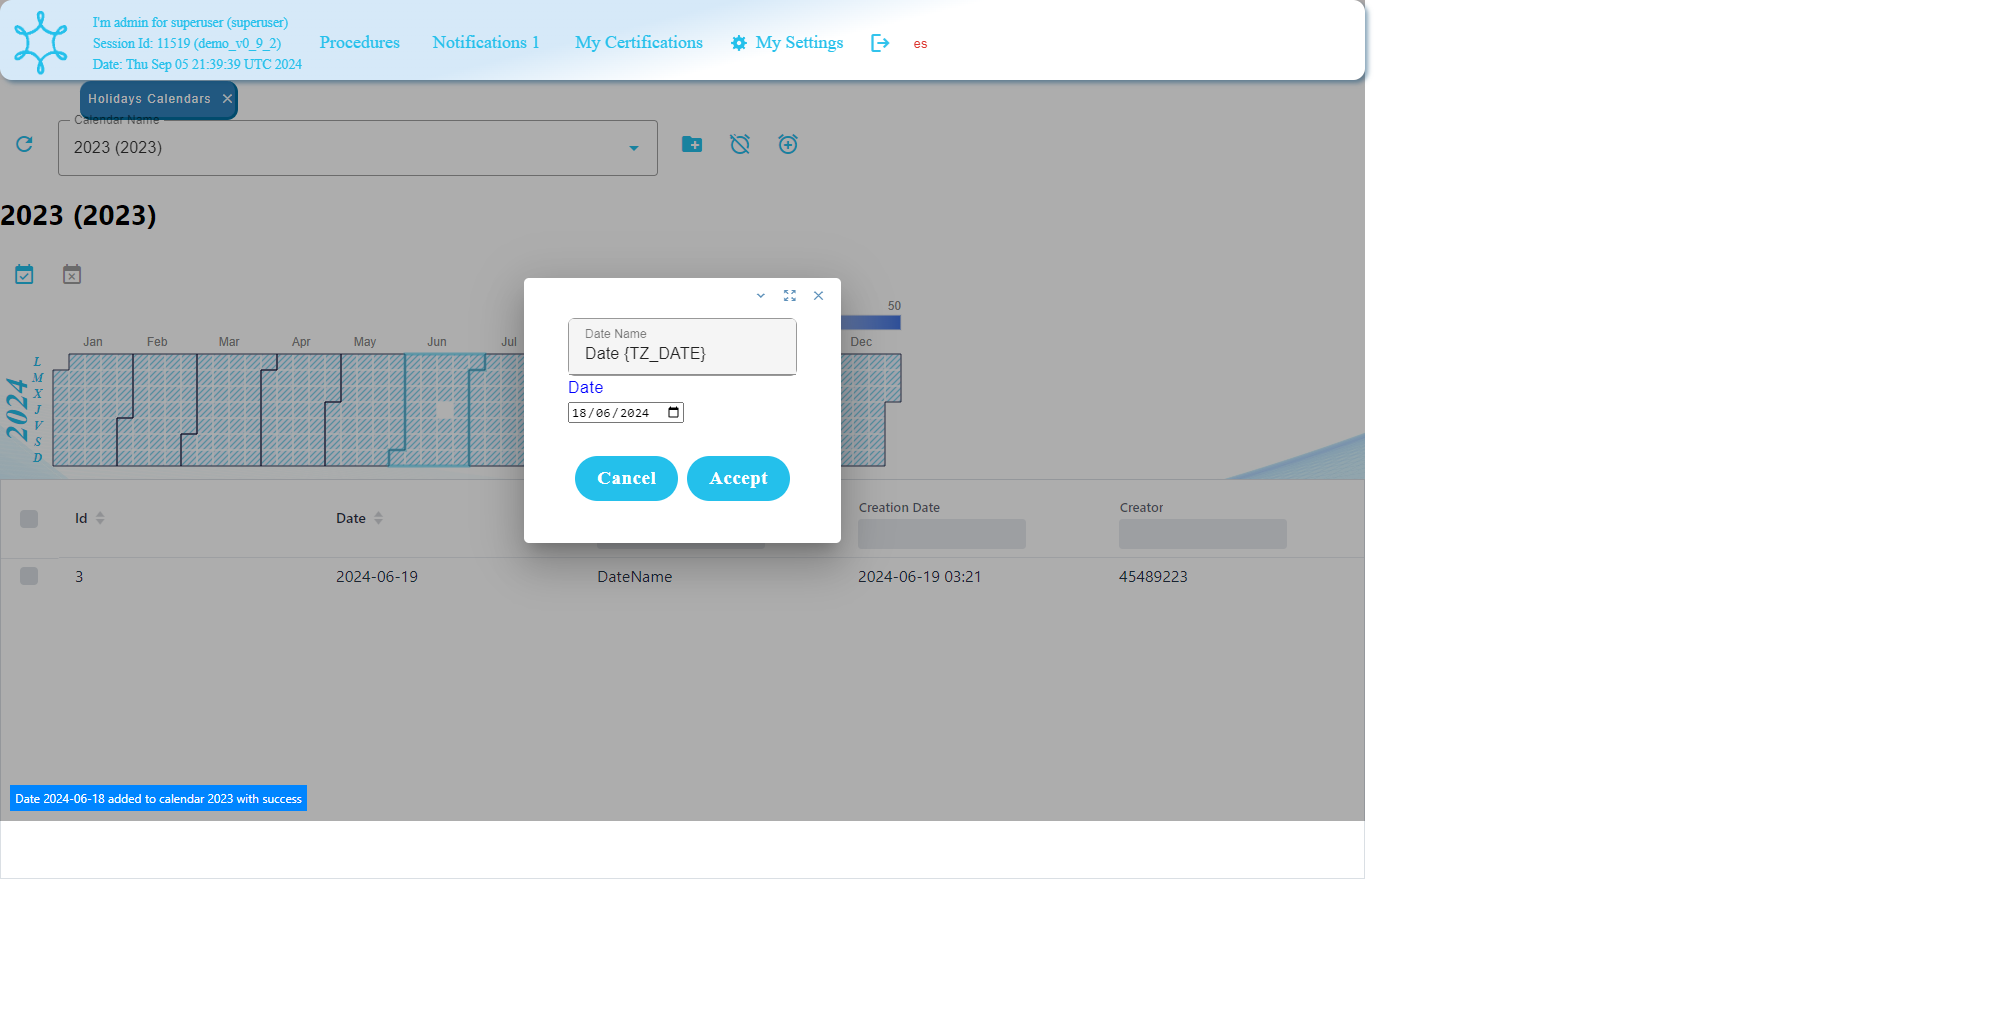 I'm admin for superuser (superuser)
Session Id: 11519 (demo_v0_9_2)
Date: Thu Sep 05 21:39:39 UTC 2024
Procedures
Notifications 1
My Certifications
My Settings
es
Holidays Calendars
Calendar Name
2023 (2023)
2023 (2023)
50
Jan Feb Mar Apr May Jun Jul Dec
2024
L
M
X
J
V
S
D
Date Name
Date {TZ_DATE}
Date
18/06/2024
Cancel Accept
Id Date Creation Date Creator
3 2024-06-19 DateName 2024-06-19 03:21 45489223
Date 2024-06-18 added to calendar 2023 with success